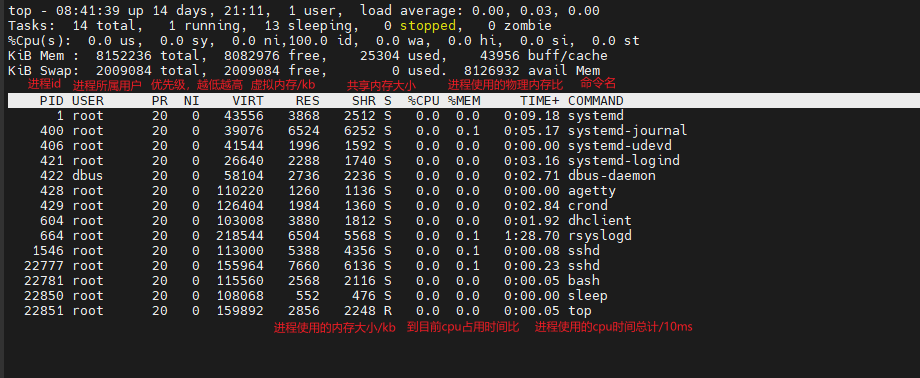 top - 08:41:39 up 14 days, 21:11,  1 user,  load average: 0.00, 0.03, 0.00
Tasks:  14 total,   1 running,  13 sleeping,   0 stopped,   0 zombie
%Cpu(s):  0.0 us,  0.0 sy,  0.0 ni,100.0 id,  0.0 wa,  0.0 hi,  0.0 si,  0.0 st
KiB Mem :  8152236 total,  8082976 free,    25304 used,    43956 buff/cache
KiB Swap:  2009084 total,  2009084 free,        0 used.  8126932 avail Mem
进程id 进程所属用户 优先级，越低越高 虚拟内存/kb 共享内存大小 进程使用的物理内存比 命令名
PID USER PR NI VIRT RES SHR S %CPU %MEM TIME+ COMMAND
1 root 20 0 43556 3868 2512 S 0.0 0.0 0:09.18 systemd
400 root 20 0 39076 6524 6252 S 0.0 0.1 0:05.17 systemd-journal
406 root 20 0 41544 1996 1592 S 0.0 0.0 0:00.00 systemd-udevd
421 root 20 0 26640 2288 1740 S 0.0 0.0 0:03.16 systemd-logind
422 dbus 20 0 58104 2736 2236 S 0.0 0.0 0:02.71 dbus-daemon
428 root 20 0 110220 1260 1136 S 0.0 0.0 0:00.00 agetty
429 root 20 0 126404 1984 1360 S 0.0 0.0 0:02.84 crond
604 root 20 0 103008 3880 1812 S 0.0 0.0 0:01.92 dhclient
664 root 20 0 218544 6504 5568 S 0.0 0.1 1:28.70 rsyslogd
1546 root 20 0 113000 5388 4356 S 0.0 0.1 0:00.08 sshd
22777 root 20 0 155964 7660 6136 S 0.0 0.1 0:00.23 sshd
22781 root 20 0 115560 2568 2116 S 0.0 0.0 0:00.05 bash
22850 root 20 0 108068 552 476 S 0.0 0.0 0:00.00 sleep
22851 root 20 0 159892 2856 2248 R 0.0 0.0 0:00.05 top
进程使用的内存大小/kb 到目前cpu占用时间比 进程使用的cpu时间总计/10ms